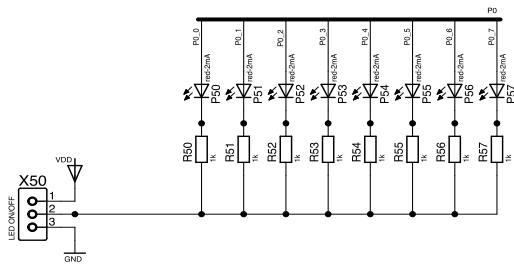 P0
P0_0 P0_1 P0_2 P0_3 P0_4 P0_5 P0_6 P0_7
red-2mA red-2mA red-2mA red-2mA red-2mA red-2mA red-2mA red-2mA
P50 P51 P52 P53 P54 P55 P56 P57
R50 R51 R52 R53 R54 R55 R56 R57
1k 1k 1k 1k 1k 1k 1k 1k
VDD
X50
LED ON/OFF
1
2
3
GND